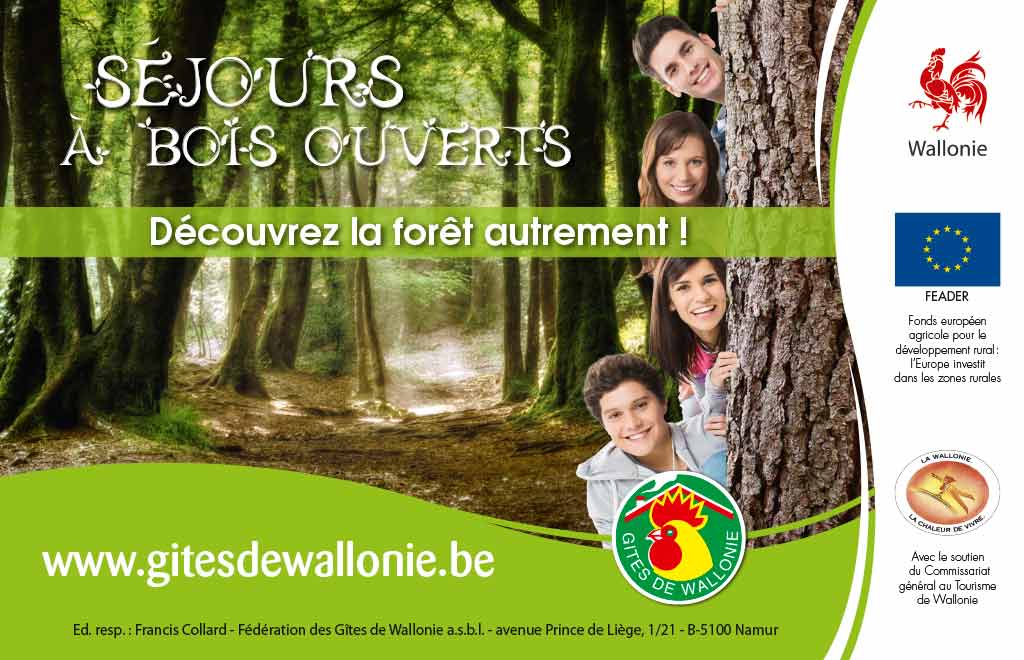 SÉJOURS
À BOIS OUVERTS
Découvrez la forêt autrement !
www.gitesdewallonie.be
GITES DE WALLONIE
Ed. resp. : Francis Collard - Fédération des Gîtes de Wallonie a.s.b.l. - avenue Prince de Liège, 1/21 - B-5100 Namur
Wallonie
FEADER
Fonds européen
agricole pour le
développement rural :
l'Europe investit
dans les zones rurales
LA WALLONIE
LA CHALEUR DE VIVRE.
Avec le soutien
du Commissariat
général au Tourisme
de Wallonie